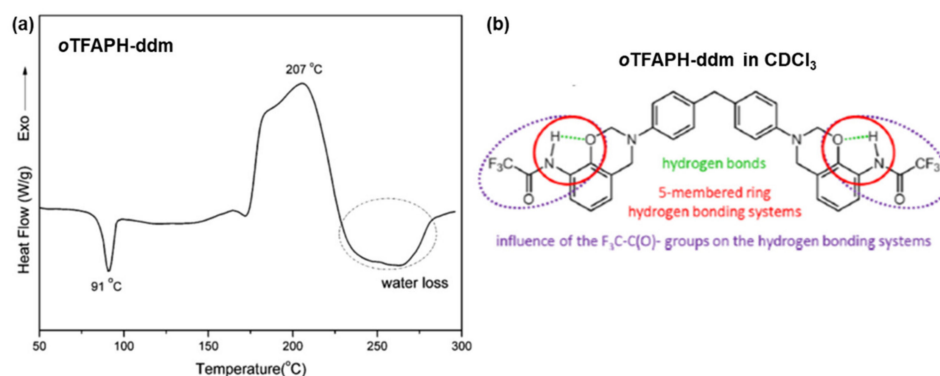 (a)
oTFAPH-ddm
207 °C
91 °C
water loss
Heat Flow (W/g)
Exo
50 100 150 200 250 300
Temperature(°C)
(b)
oTFAPH-ddm in CDCl₃
H O N N O H
F₃C N N CF₃
O O
hydrogen bonds
5-membered ring
hydrogen bonding systems
influence of the F₃C-C(O)- groups on the hydrogen bonding systems